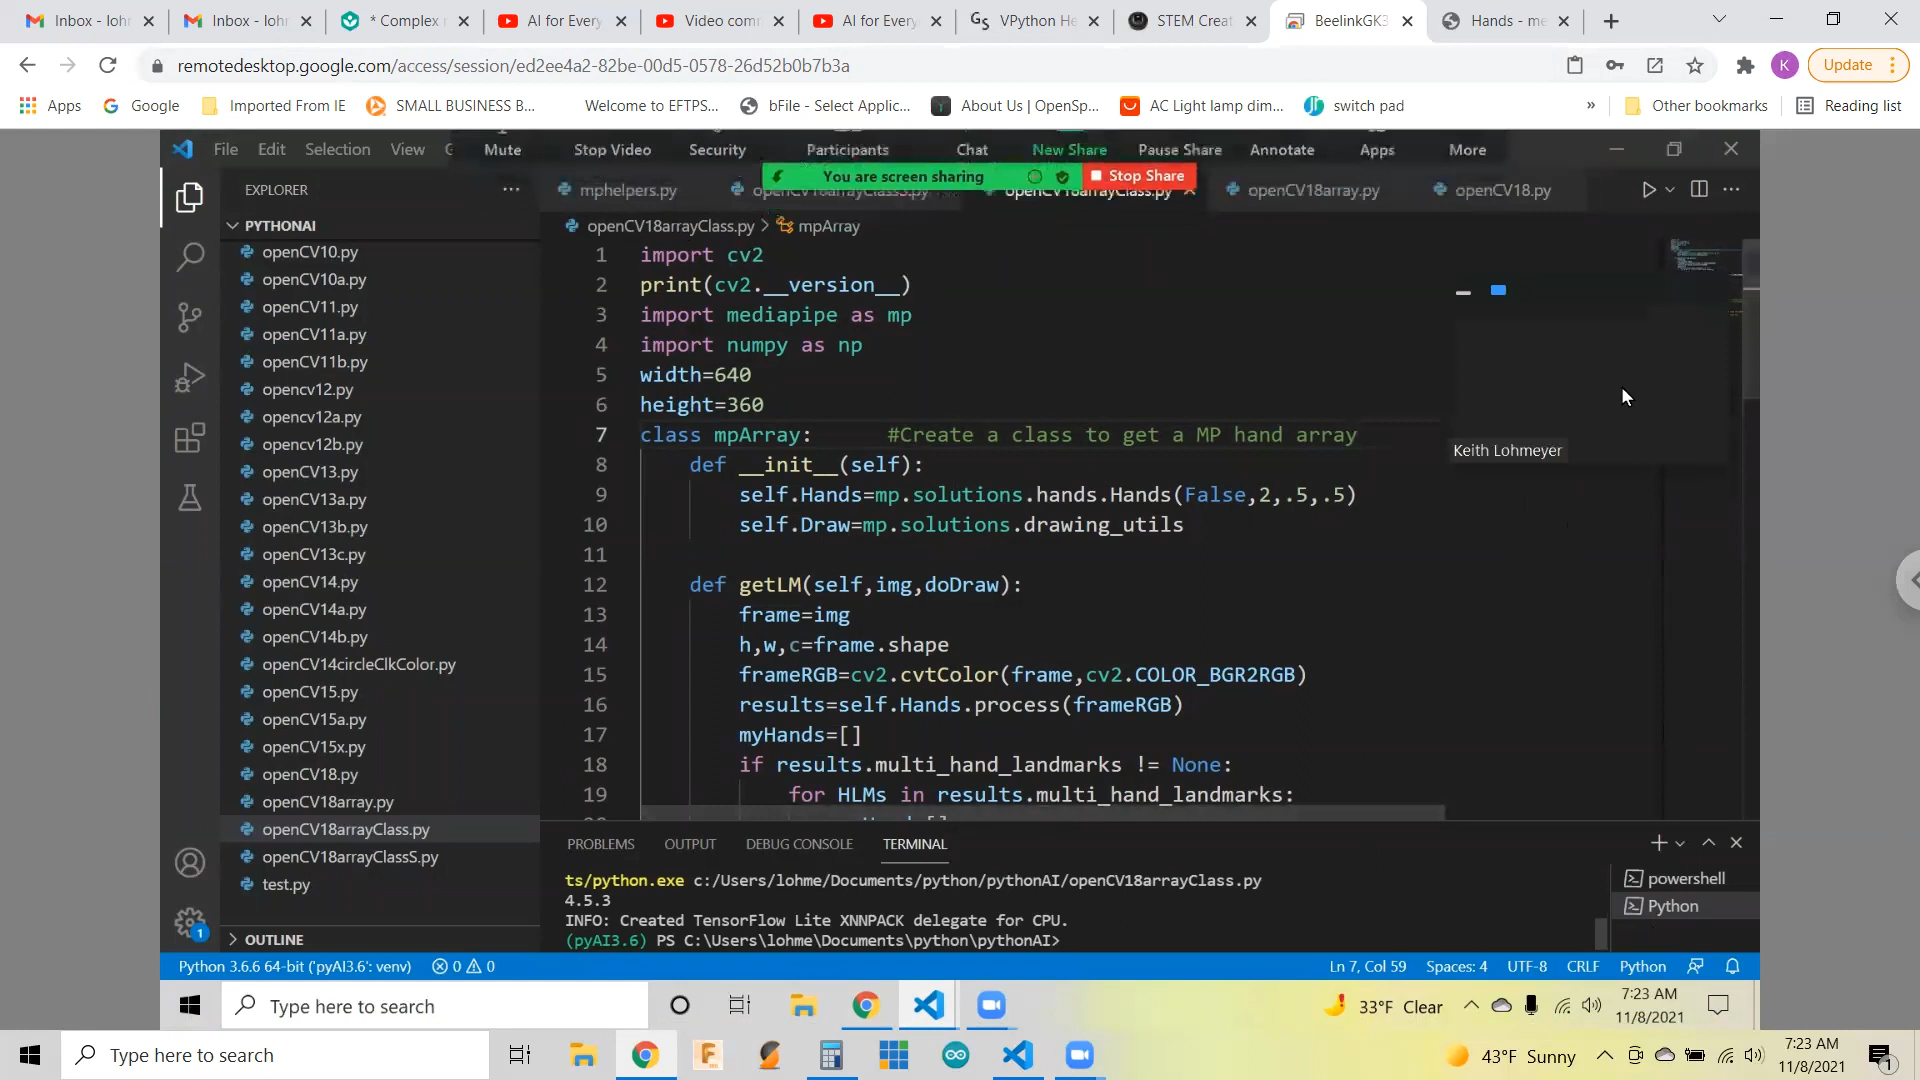 Inbox - lohr
Inbox - lohr
* Complex r
AI for Every
Video comr
AI for Every
VPython He
STEM Creat
BeelinkGK3
Hands - me
remotedesktop.google.com/access/session/ed2ee4a2-82be-00d5-0578-26d52b0b7b3a
K
Update
Apps
Google
Imported From IE
SMALL BUSINESS B...
Welcome to EFTPS...
bFile - Select Applic...
About Us | OpenSp...
AC Light lamp dim...
switch pad
»
Other bookmarks
Reading list
File Edit Selection View G
Mute
Stop Video
Security
Participants
Chat
New Share
Pause Share
Annotate
Apps
More
You are screen sharing
Stop Share
EXPLORER
mphelpers.py
openCV18arrayClassS.py
openCV18arrayClass.py
openCV18array.py
openCV18.py
PYTHONAI
openCV18arrayClass.py > mpArray
openCV10.py
openCV10a.py
openCV11.py
openCV11a.py
openCV11b.py
opencv12.py
opencv12a.py
opencv12b.py
openCV13.py
openCV13a.py
openCV13b.py
openCV13c.py
openCV14.py
openCV14a.py
openCV14b.py
openCV14circleClkColor.py
openCV15.py
openCV15a.py
openCV15x.py
openCV18.py
openCV18array.py
openCV18arrayClass.py
openCV18arrayClassS.py
test.py
OUTLINE
1 import cv2
2 print(cv2.__version__)
3 import mediapipe as mp
4 import numpy as np
5 width=640
6 height=360
7 class mpArray: #Create a class to get a MP hand array
8 def __init__(self):
9 self.Hands=mp.solutions.hands.Hands(False,2,.5,.5)
10 self.Draw=mp.solutions.drawing_utils
11
12 def getLM(self,img,doDraw):
13 frame=img
14 h,w,c=frame.shape
15 frameRGB=cv2.cvtColor(frame,cv2.COLOR_BGR2RGB)
16 results=self.Hands.process(frameRGB)
17 myHands=[]
18 if results.multi_hand_landmarks != None:
19 for HLMs in results.multi_hand_landmarks:
Keith Lohmeyer
PROBLEMS
OUTPUT
DEBUG CONSOLE
TERMINAL
ts/python.exe c:/Users/lohme/Documents/python/pythonAI/openCV18arrayClass.py
4.5.3
INFO: Created TensorFlow Lite XNNPACK delegate for CPU.
(pyAI3.6) PS C:\Users\lohme\Documents\python\pythonAI>
powershell
Python
1
Python 3.6.6 64-bit ('pyAI3.6': venv)
0 0
Ln 7, Col 59
Spaces: 4
UTF-8
CRLF
Python
Type here to search
33°F Clear
7:23 AM
11/8/2021
Type here to search
43°F Sunny
7:23 AM
11/8/2021
1